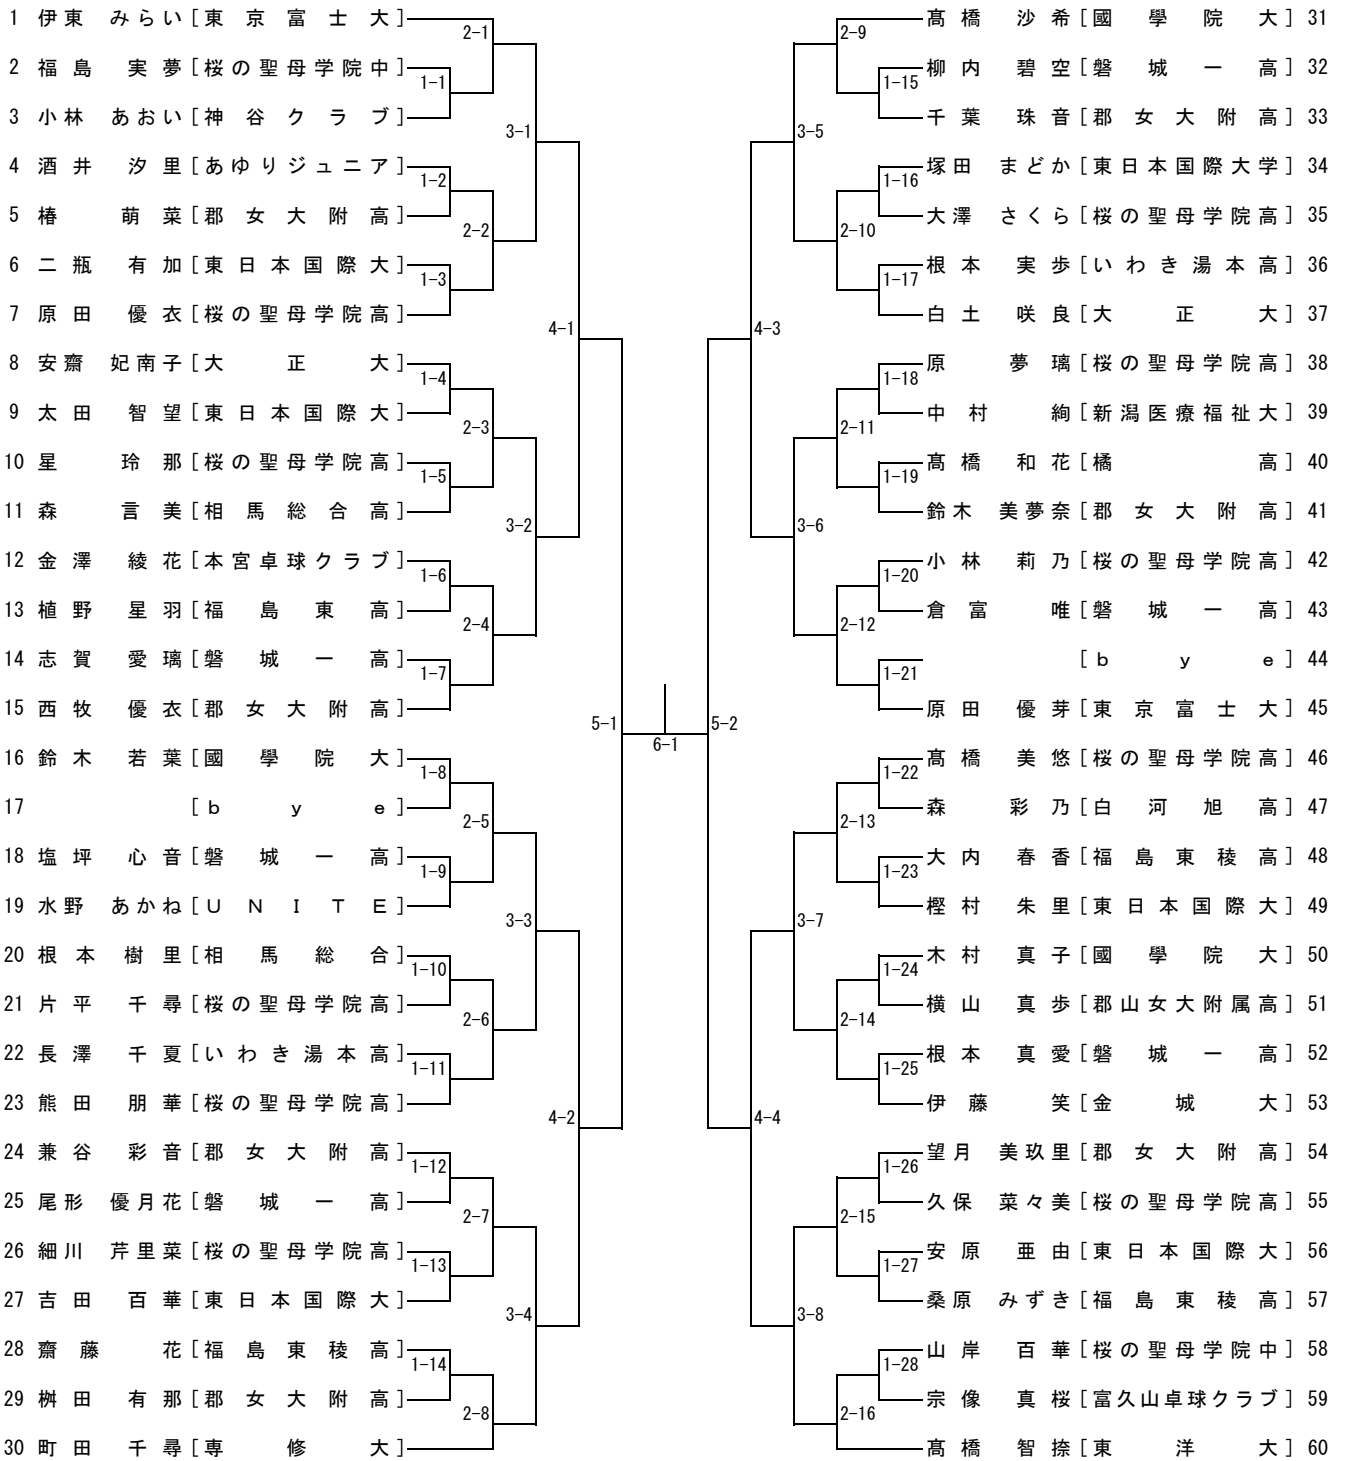 1 伊東 みらい [東京富士大]
2-1
2 福島 実夢 [桜の聖母学院中]
1-1
3 小林 あおい [神谷クラブ]
3-1
4 酒井 汐里 [あゆりジュニア]
1-2
5 椿 萌菜 [郡女大附高]
2-2
6 二瓶 有加 [東日本国際大]
1-3
7 原田 優衣 [桜の聖母学院高]
4-1
8 安齋 妃南子 [大正大]
1-4
9 太田 智望 [東日本国際大]
2-3
10 星 玲那 [桜の聖母学院高]
1-5
11 森 言美 [相馬総合高]
3-2
12 金澤 綾花 [本宮卓球クラブ]
1-6
13 植野 星羽 [福島東高]
2-4
14 志賀 愛璃 [磐城一高]
1-7
15 西牧 優衣 [郡女大附高]
5-1
16 鈴木 若葉 [國學院大]
1-8
17 [bye]
2-5
18 塩坪 心音 [磐城一高]
1-9
19 水野 あかね [UNITE]
3-3
20 根本 樹里 [相馬総合]
1-10
21 片平 千尋 [桜の聖母学院高]
2-6
22 長澤 千夏 [いわき湯本高]
1-11
23 熊田 朋華 [桜の聖母学院高]
4-2
24 兼谷 彩音 [郡女大附高]
1-12
25 尾形 優月花 [磐城一高]
2-7
26 細川 芹里菜 [桜の聖母学院高]
1-13
27 吉田 百華 [東日本国際大]
3-4
28 齋藤 花 [福島東稜高]
1-14
29 桝田 有那 [郡女大附高]
2-8
30 町田 千尋 [専修大]
6-1
髙橋 沙希 [國學院大] 31
2-9
柳内 碧空 [磐城一高] 32
1-15
千葉 珠音 [郡女大附高] 33
3-5
塚田 まどか [東日本国際大学] 34
1-16
大澤 さくら [桜の聖母学院高] 35
2-10
根本 実歩 [いわき湯本高] 36
1-17
白土 咲良 [大正大] 37
4-3
原 夢璃 [桜の聖母学院高] 38
1-18
中村 絢 [新潟医療福祉大] 39
2-11
髙橋 和花 [橘高] 40
1-19
鈴木 美夢奈 [郡女大附高] 41
3-6
小林 莉乃 [桜の聖母学院高] 42
1-20
倉富 唯 [磐城一高] 43
2-12
[bye] 44
1-21
原田 優芽 [東京富士大] 45
5-2
髙橋 美悠 [桜の聖母学院高] 46
1-22
森 彩乃 [白河旭高] 47
2-13
大内 春香 [福島東稜高] 48
1-23
樫村 朱里 [東日本国際大] 49
3-7
木村 真子 [國學院大] 50
1-24
横山 真歩 [郡山女大附属高] 51
2-14
根本 真愛 [磐城一高] 52
1-25
伊藤 笑 [金城大] 53
4-4
望月 美玖里 [郡女大附高] 54
1-26
久保 菜々美 [桜の聖母学院高] 55
2-15
安原 亜由 [東日本国際大] 56
1-27
桑原 みずき [福島東稜高] 57
3-8
山岸 百華 [桜の聖母学院中] 58
1-28
宗像 真桜 [富久山卓球クラブ] 59
2-16
髙橋 智捺 [東洋大] 60